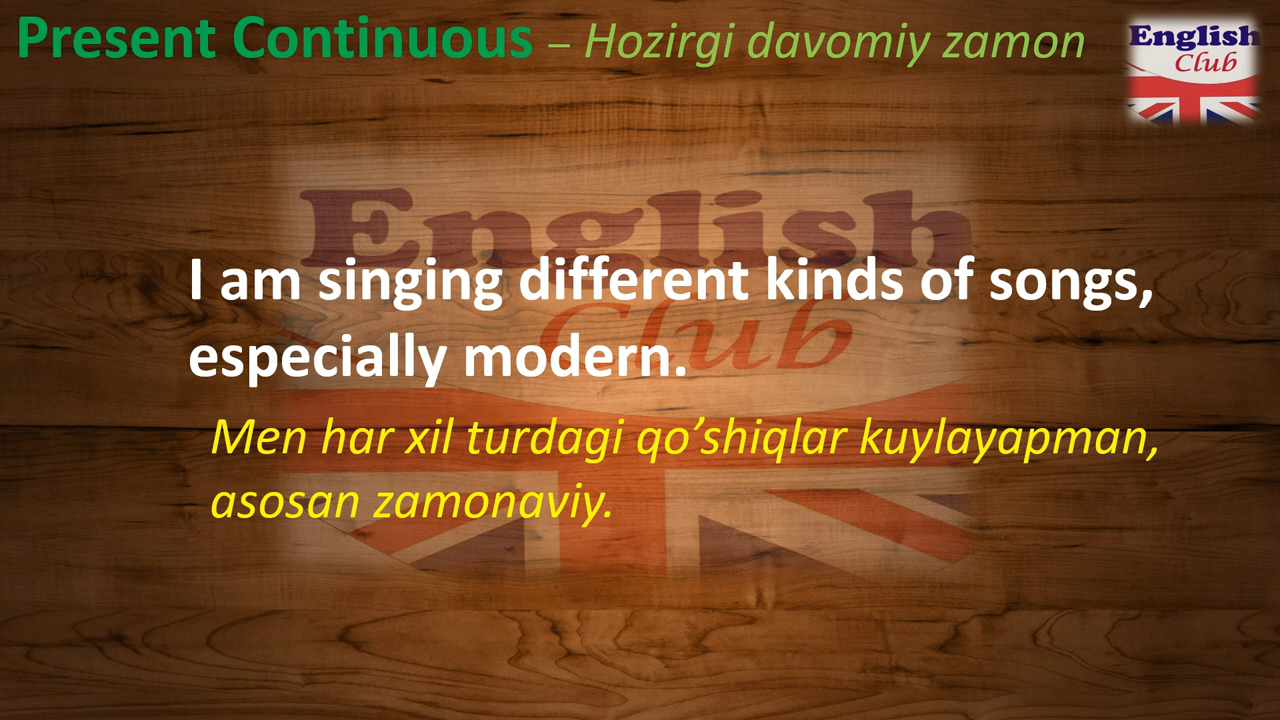 Present Continuous – Hozirgi davomiy zamon
English
Club
English
Club
I am singing different kinds of songs,
especially modern.
Men har xil turdagi qo’shiqlar kuylayapman,
asosan zamonaviy.